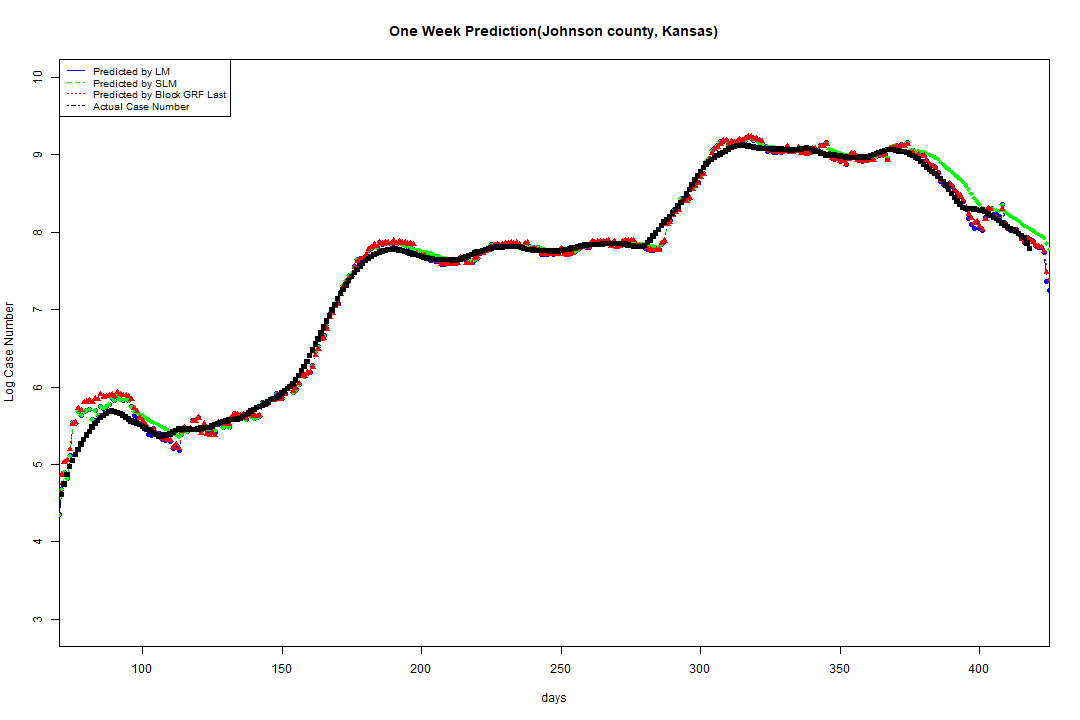 One Week Prediction(Johnson county, Kansas)
Predicted by LM
Predicted by SLM
Predicted by Block GRF Last
Actual Case Number
Log Case Number
10
9
8
7
6
5
4
3
100 150 200 250 300 350 400
days